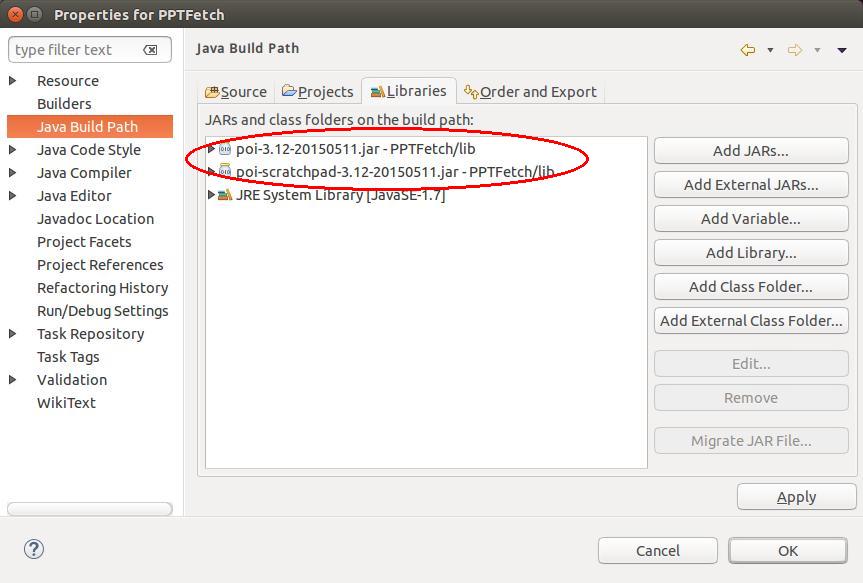 Properties for PPTFetch
type filter text
Java Build Path
Resource
Builders
Java Build Path
Java Code Style
Java Compiler
Java Editor
Javadoc Location
Project Facets
Project References
Refactoring History
Run/Debug Settings
Task Repository
Task Tags
Validation
WikiText
Source Projects Libraries Order and Export
JARs and class folders on the build path:
poi-3.12-20150511.jar - PPTFetch/lib
poi-scratchpad-3.12-20150511.jar - PPTFetch/lib
JRE System Library [JavaSE-1.7]
Add JARs...
Add External JARs...
Add Variable...
Add Library...
Add Class Folder...
Add External Class Folder...
Edit...
Remove
Migrate JAR File...
Apply
?
Cancel OK